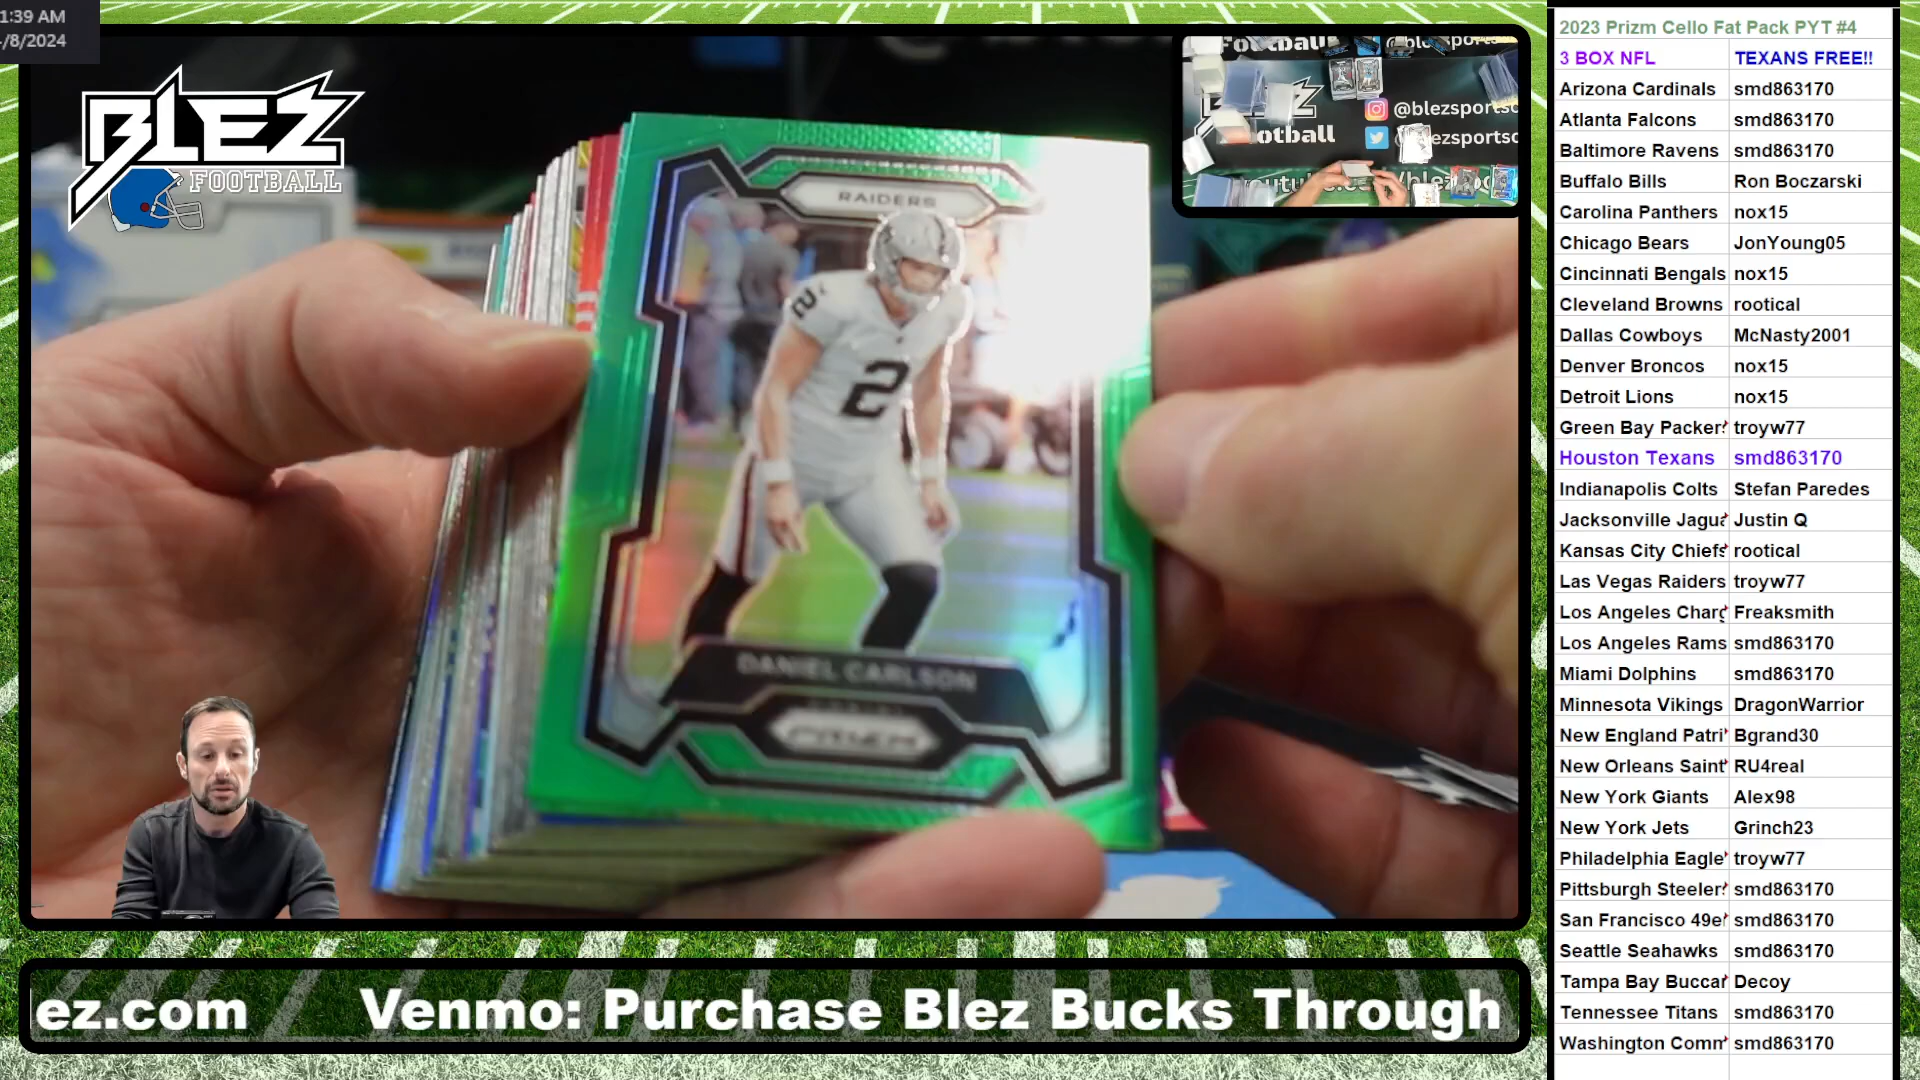 1:39 AM
/8/2024
BLEZ
FOOTBALL
RAIDERS
2
2
DANIEL CARLSON
PRIZM
Football
@blezsportsc
otball
ez.com Venmo: Purchase Blez Bucks Through
2023 Prizm Cello Fat Pack PYT #4
3 BOX NFL TEXANS FREE!!
Arizona Cardinals smd863170
Atlanta Falcons smd863170
Baltimore Ravens smd863170
Buffalo Bills Ron Boczarski
Carolina Panthers nox15
Chicago Bears JonYoung05
Cincinnati Bengals nox15
Cleveland Browns rootical
Dallas Cowboys McNasty2001
Denver Broncos nox15
Detroit Lions nox15
Green Bay Packer troyw77
Houston Texans smd863170
Indianapolis Colts Stefan Paredes
Jacksonville Jagua Justin Q
Kansas City Chiefs rootical
Las Vegas Raiders troyw77
Los Angeles Charg Freaksmith
Los Angeles Rams smd863170
Miami Dolphins smd863170
Minnesota Vikings DragonWarrior
New England Patri Bgrand30
New Orleans Saint RU4real
New York Giants Alex98
New York Jets Grinch23
Philadelphia Eagle troyw77
Pittsburgh Steeler smd863170
San Francisco 49e smd863170
Seattle Seahawks smd863170
Tampa Bay Buccar Decoy
Tennessee Titans smd863170
Washington Comm smd863170